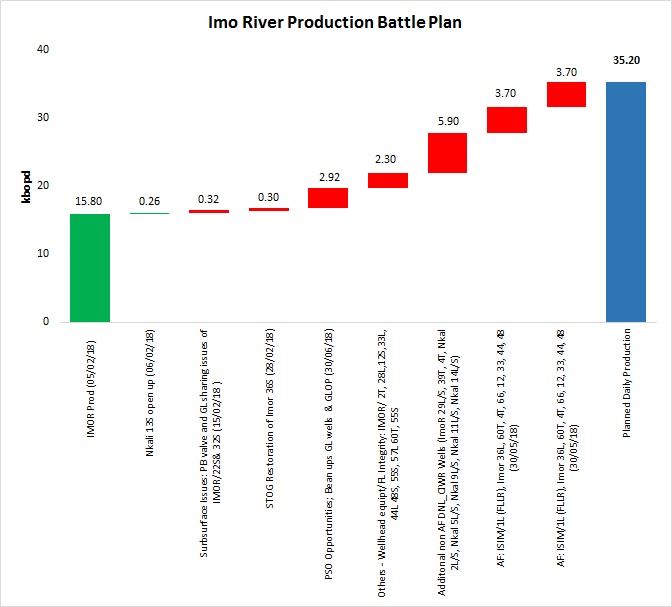 Imo River Production Battle Plan
40
30
20
10
0
kbopd
15.80
0.26
0.32
0.30
2.92
2.30
5.90
3.70
3.70
35.20
IMOR Prod (05/02/18)
Nkali 13S open up (06/02/18)
Surbsurface Issues: PB valve and GL sharing issues of
IMOR/22S& 32S (15/02/18 )
STOG Restoration of Imor 36S (28/02/18)
PSO Opportunities; Bean ups GL wells & GLOP (30/06/18)
Others - Wellhead equipt/FL Integrity: IMOR/ 2T, 28L,12S,33L,
44L 48S, 55S, 57L 60T, 55S
Additonal non AF DNL_CIWR Wells (ImoR 29L/S, 39T, 4T, Nkal
2L/S, Nkal 5L/S, Nkal 9L/S, Nkal 11L/S, Nkal 14L/S)
AF: ISIM/1L (FLLR), Imor 36L, 60T, 4T, 66, 12, 33, 44, 48
(30/05/18)
AF: ISIM/1L (FLLR), Imor 36L, 60T, 4T, 66, 12, 33, 44, 48
(30/05/18)
Planned Daily Production